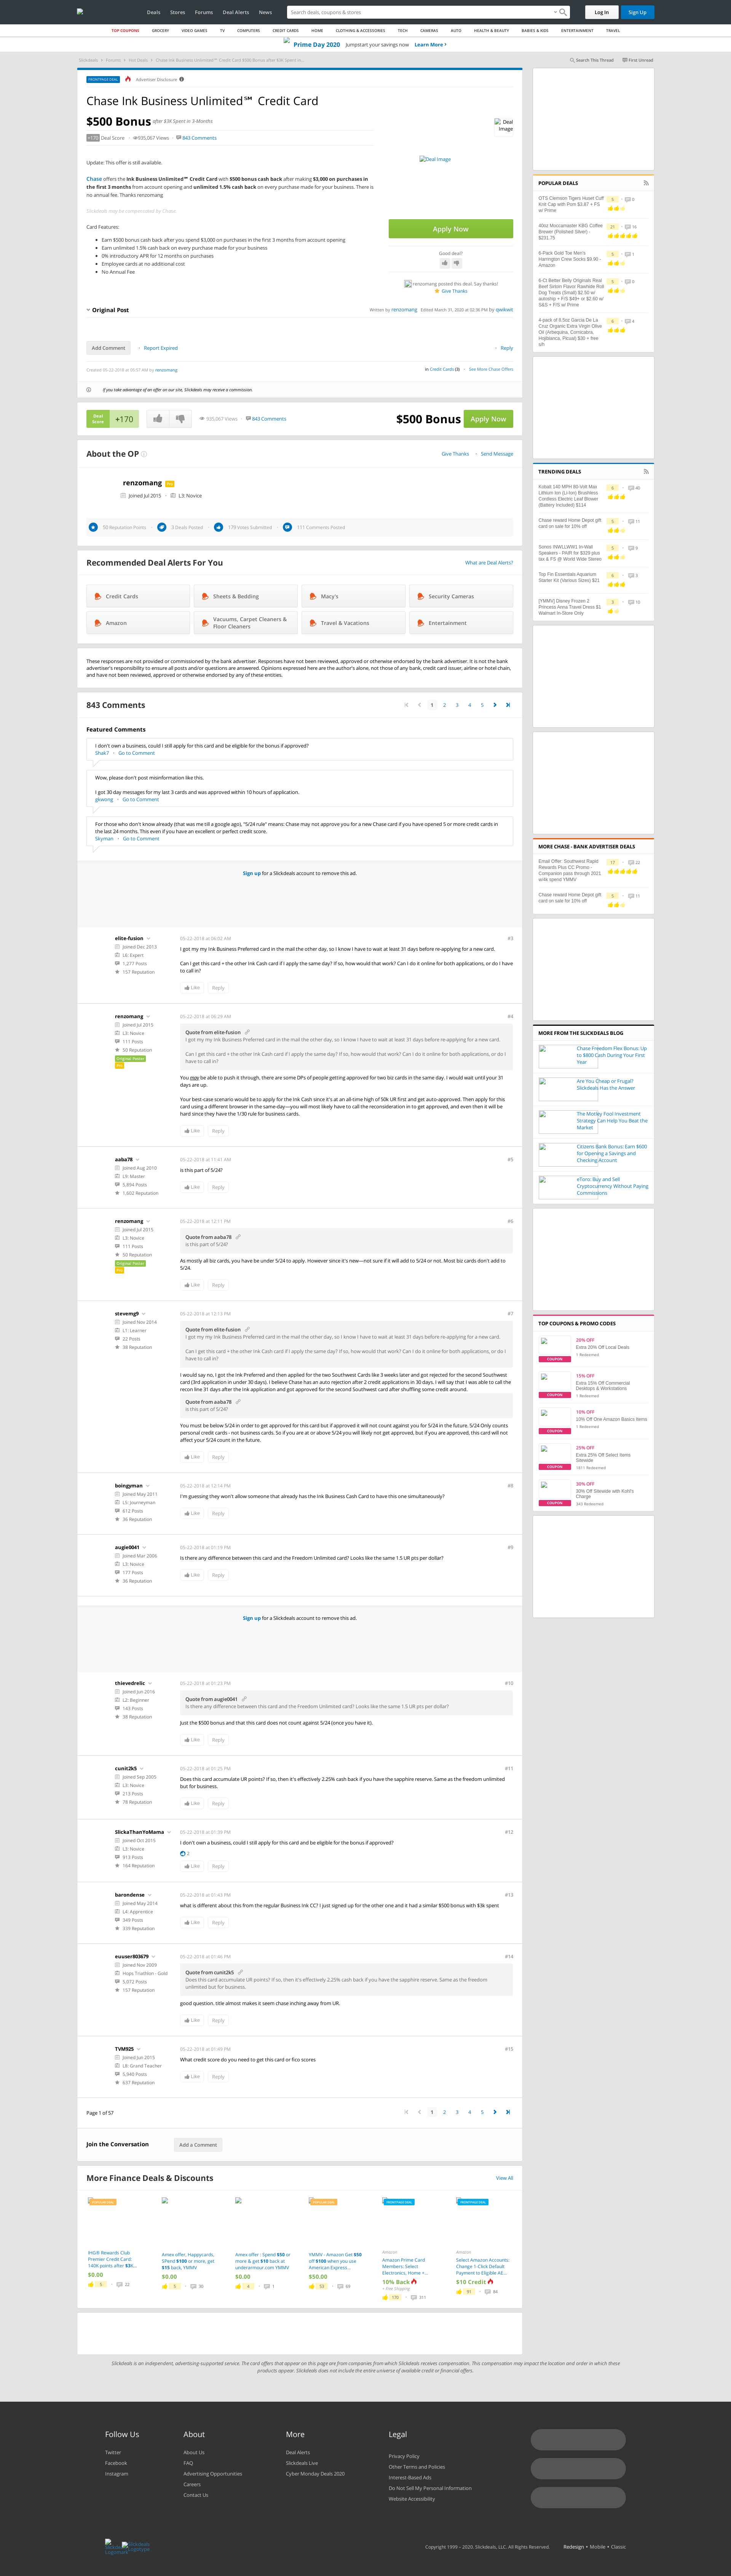 Deals Stores Forums Deal Alerts News
Search deals, coupons & stores
Log In Sign Up
TOP COUPONS GROCERY VIDEO GAMES TV COMPUTERS CREDIT CARDS HOME CLOTHING & ACCESSORIES TECH CAMERAS AUTO HEALTH & BEAUTY BABIES & KIDS ENTERTAINMENT TRAVEL
Prime Day 2020 Jumpstart your savings now Learn More
Search This Thread First Unread
FRONTPAGE DEAL Advertiser Disclosure
Chase Ink Business Unlimited℠ Credit Card
$500 Bonus after $3K Spent in 3-Months
+170 Deal Score 935,067 Views 843 Comments
Deal Image
Deal Image
Update: This offer is still available.
Chase offers the Ink Business Unlimited℠ Credit Card with $500 bonus cash back after making $3,000 on purchases in
the first 3 months from account opening and unlimited 1.5% cash back on every purchase made for your business. There is
no annual fee. Thanks renzomang
Slickdeals may be compensated by Chase.
Card Features:
Earn $500 bonus cash back after you spend $3,000 on purchases in the first 3 months from account opening
Earn unlimited 1.5% cash back on every purchase made for your business
0% introductory APR for 12 months on purchases
Employee cards at no additional cost
No Annual Fee
Apply Now
Good deal?
renzomang posted this deal. Say thanks!
Give Thanks
Original Post
Written by renzomang Edited March 31, 2020 at 02:36 PM by qwikwit
Add Comment Report Expired Reply
Created 05-22-2018 at 05:57 AM by renzomang
in Credit Cards (3) See More Chase Offers
If you take advantage of an offer on our site, Slickdeals may receive a commission.
Deal Score +170 935,067 Views 843 Comments $500 Bonus Apply Now
About the OP
Give Thanks Send Message
renzomang
Joined Jul 2015 L3: Novice
50 Reputation Points 3 Deals Posted 179 Votes Submitted 111 Comments Posted
Recommended Deal Alerts For You
What are Deal Alerts?
Credit Cards Sheets & Bedding Macy's Security Cameras
Amazon Vacuums, Carpet Cleaners & Floor Cleaners Travel & Vacations Entertainment
These responses are not provided or commissioned by the bank advertiser. Responses have not been reviewed, approved or otherwise endorsed by the bank advertiser. It is not the bank
advertiser's responsibility to ensure all posts and/or questions are answered. Opinions expressed here are the author's alone, not those of any bank, credit card issuer, airline or hotel chain,
and have not been reviewed, approved or otherwise endorsed by any of these entities.
843 Comments
1 2 3 4 5
Featured Comments
I don't own a business, could I still apply for this card and be eligible for the bonus if approved?
Shak7 Go to Comment
Wow, please don't post misinformation like this.
I got 30 day messages for my last 3 cards and was approved within 10 hours of application.
gkwong Go to Comment
For those who don't know already (that was me till a google ago), "5/24 rule" means: Chase may not approve you for a new Chase card if you have opened 5 or more credit cards in
the last 24 months. This even if you have an excellent or perfect credit score.
Skyman Go to Comment
Sign up for a Slickdeals account to remove this ad.
elite-fusion 05-22-2018 at 06:02 AM #3
Joined Dec 2013
L6: Expert
1,277 Posts
157 Reputation
I got my my Ink Business Preferred card in the mail the other day, so I know I have to wait at least 31 days before re-applying for a new card.
Can I get this card + the other Ink Cash card if I apply the same day? If so, how would that work? Can I do it online for both applications, or do I have
to call in?
Like Reply
renzomang 05-22-2018 at 06:28 AM #4
Joined Jul 2015
L3: Novice
111 Posts
50 Reputation
Original Poster
Quote from elite-fusion
I got my my Ink Business Preferred card in the mail the other day, so I know I have to wait at least 31 days before re-applying for a new card.
Can I get this card + the other Ink Cash card if I apply the same day? If so, how would that work? Can I do it online for both applications, or do I
have to call in?
You may be able to push it through, there are some DPs of people getting approved for two biz cards in the same day. I would wait until your 31
days are up.
Your best-case scenario would be to apply for the Ink Cash since it's at an all-time high of 50k UR first and get auto-approved. Then apply for this
card using a different browser in the same day—you will most likely have to call the reconsideration in to get approved, and even then it will be
hard since they have the 1/30 rule for business cards.
Like Reply
aaba78 05-22-2018 at 11:41 AM #5
Joined Aug 2010
L9: Master
5,894 Posts
1,602 Reputation
is this part of 5/24?
Like Reply
renzomang 05-22-2018 at 12:11 PM #6
Joined Jul 2015
L3: Novice
111 Posts
50 Reputation
Original Poster
Quote from aaba78
is this part of 5/24?
As mostly all biz cards, you have be under 5/24 to apply. However since it's new—not sure if it will add to 5/24 or not. Most biz cards don't add to
5/24.
Like Reply
stevemg9 05-22-2018 at 12:13 PM #7
Joined Nov 2014
L1: Learner
22 Posts
38 Reputation
Quote from elite-fusion
I got my my Ink Business Preferred card in the mail the other day, so I know I have to wait at least 31 days before re-applying for a new card.
Can I get this card + the other Ink Cash card if I apply the same day? If so, how would that work? Can I do it online for both applications, or do I
have to call in?
I would say no, I got the Ink Preferred and then applied for the two Southwest Cards like 3 weeks later and got rejected for the second Southwest
card (3rd Chase application within 30 days). I believe Chase has auto rejection after 2 credit applications in 30 days. I would wait until I had the card to
recon line 31 days after the ink application and got approved for the second Southwest card after shuffling some credit around.
Quote from aaba78
is this part of 5/24?
You must be below 5/24 in order to get approved for this card but if approved it will not count against you for 5/24 in the future. 5/24 Only counts
personal credit cards - not business cards. So if you are at or above 5/24 you will likely not get approved, but if you are approved, this card will not
affect your 5/24 count in the future.
Like Reply
boingyman 05-22-2018 at 12:14 PM #8
Joined May 2011
L5: Journeyman
612 Posts
36 Reputation
I'm guessing they won't allow someone that already has the Ink Business Cash Card to have this one simultaneously?
Like Reply
augie0041 05-22-2018 at 01:19 PM #9
Joined Mar 2006
L3: Novice
177 Posts
36 Reputation
Is there any difference between this card and the Freedom Unlimited card? Looks like the same 1.5 UR pts per dollar?
Like Reply
Sign up for a Slickdeals account to remove this ad.
thievedrelic 05-22-2018 at 01:23 PM #10
Joined Jun 2016
L2: Beginner
143 Posts
38 Reputation
Quote from augie0041
Is there any difference between this card and the Freedom Unlimited card? Looks like the same 1.5 UR pts per dollar?
Just the $500 bonus and that this card does not count against 5/24 (once you have it).
Like Reply
cunit2k5 05-22-2018 at 01:25 PM #11
Joined Sep 2005
L3: Novice
213 Posts
78 Reputation
Does this card accumulate UR points? If so, then it's effectively 2.25% cash back if you have the sapphire reserve. Same as the freedom unlimited
but for business.
Like Reply
SlickaThanYoMama 05-22-2018 at 01:39 PM #12
Joined Oct 2015
L3: Novice
913 Posts
164 Reputation
I don't own a business, could I still apply for this card and be eligible for the bonus if approved?
2
Like Reply
barondense 05-22-2018 at 01:43 PM #13
Joined May 2014
L4: Apprentice
349 Posts
339 Reputation
what is different about this from the regular Business Ink CC? I just signed up for the other one and it had a similar $500 bonus with $3k spent
Like Reply
euuser803679 05-22-2018 at 01:46 PM #14
Joined Nov 2009
Hops Triathlon - Gold
5,072 Posts
157 Reputation
Quote from cunit2k5
Does this card accumulate UR points? If so, then it's effectively 2.25% cash back if you have the sapphire reserve. Same as the freedom
unlimited but for business.
good question. title almost makes it seem chase inching away from UR.
Like Reply
TVM925 05-22-2018 at 01:49 PM #15
Joined Jun 2015
L8: Grand Teacher
5,949 Posts
637 Reputation
What credit score do you need to get this card or fico scores
Like Reply
Page 1 of 57
1 2 3 4 5
Join the Conversation Add a Comment
More Finance Deals & Discounts
View All
IHG® Rewards Club Premier Credit Card: 140K points after $3K...
$0.00
5 22
Amex offer, Happycards, SPend $100 or more, get $15 back, YMMV
$0.00
5 36
Amex offer : Spend $50 or more & get $10 back at underarmour.com YMMV
$0.00
4 1
YMMV - Amazon Get $50 off $100 when you use American Express...
$50.00
53 69
FRONTPAGE DEAL
Amazon
Amazon Prime Card Members: Select Electronics, Home +...
10% Back
+ Free Shipping
170 311
FRONTPAGE DEAL
Amazon
Select Amazon Accounts: Change 1-Click Default Payment to Eligible AE...
$10 Credit
91 84
Slickdeals is an independent, advertising-supported service. The card offers that appear on this page are from companies from which Slickdeals receives compensation. This compensation may impact the location and order in which these
products appear. Slickdeals does not include the entire universe of available credit or financial offers.
POPULAR DEALS
OTS Clemson Tigers Huset Cuff Knit Cap with Pom $3.87 + FS w/ Prime
5 0
40oz Moccamaster KBG Coffee Brewer (Polished Silver) - $231.75
21 16
6-Pack Gold Toe Men's Harrington Crew Socks $9.90 - Amazon
5 1
6-Ct Better Belly Originals Real Beef Sirloin Flavor Rawhide Roll Dog Treats (Small) $2.50 w/ autoship + F/S $49+ or $2.60 w/ S&S + F/S w/ Prime
5 0
4-pack of 8.5oz Garcia De La Cruz Organic Extra Virgin Olive Oil (Arbequina, Cornicabra, Hojiblanca, Picual) $30 + free s/h
6 4
TRENDING DEALS
Kobalt 140 MPH 80-Volt Max Lithium Ion (Li-ion) Brushless Cordless Electric Leaf Blower (Battery Included) $114
6 40
Chase reward Home Depot gift card on sale for 10% off
5 11
Sonos INWLLWW1 In-Wall Speakers - PAIR for $329 plus tax & FS @ World Wide Stereo
5 9
Top Fin Essentials Aquarium Starter Kit (Various Sizes) $21
6 3
[YMMV] Disney Frozen 2 Princess Anna Travel Dress $1 Walmart In-Store Only
3 10
MORE CHASE - BANK ADVERTISER DEALS
Email Offer: Southwest Rapid Rewards Plus CC Promo - Companion pass through 2021 w/4k spend YMMV
17 22
Chase reward Home Depot gift card on sale for 10% off
5 11
MORE FROM THE SLICKDEALS BLOG
Chase Freedom Flex Bonus: Up to $800 Cash During Your First Year
Are You Cheap or Frugal? Slickdeals Has the Answer
The Motley Fool Investment Strategy Can Help You Beat the Market
Citizens Bank Bonus: Earn $600 for Opening a Savings and Checking Account
eToro: Buy and Sell Cryptocurrency Without Paying Commissions
TOP COUPONS & PROMO CODES
20% OFF
Extra 20% Off Local Deals
1 Redeemed
COUPON
15% OFF
Extra 15% Off Commercial Desktops & Workstations
1 Redeemed
COUPON
10% OFF
10% Off One Amazon Basics Items
1 Redeemed
COUPON
25% OFF
Extra 25% Off Select Items Sitewide
1911 Redeemed
COUPON
30% OFF
30% Off Sitewide with Kohl's Charge
343 Redeemed
COUPON
Follow Us
Twitter
Facebook
Instagram
About
About Us
FAQ
Advertising Opportunities
Careers
Contact Us
More
Deal Alerts
Slickdeals Live
Cyber Monday Deals 2020
Legal
Privacy Policy
Other Terms and Policies
Interest-Based Ads
Do Not Sell My Personal Information
Website Accessibility
Copyright 1999 - 2020. Slickdeals, LLC. All Rights Reserved. Redesign • Mobile • Classic